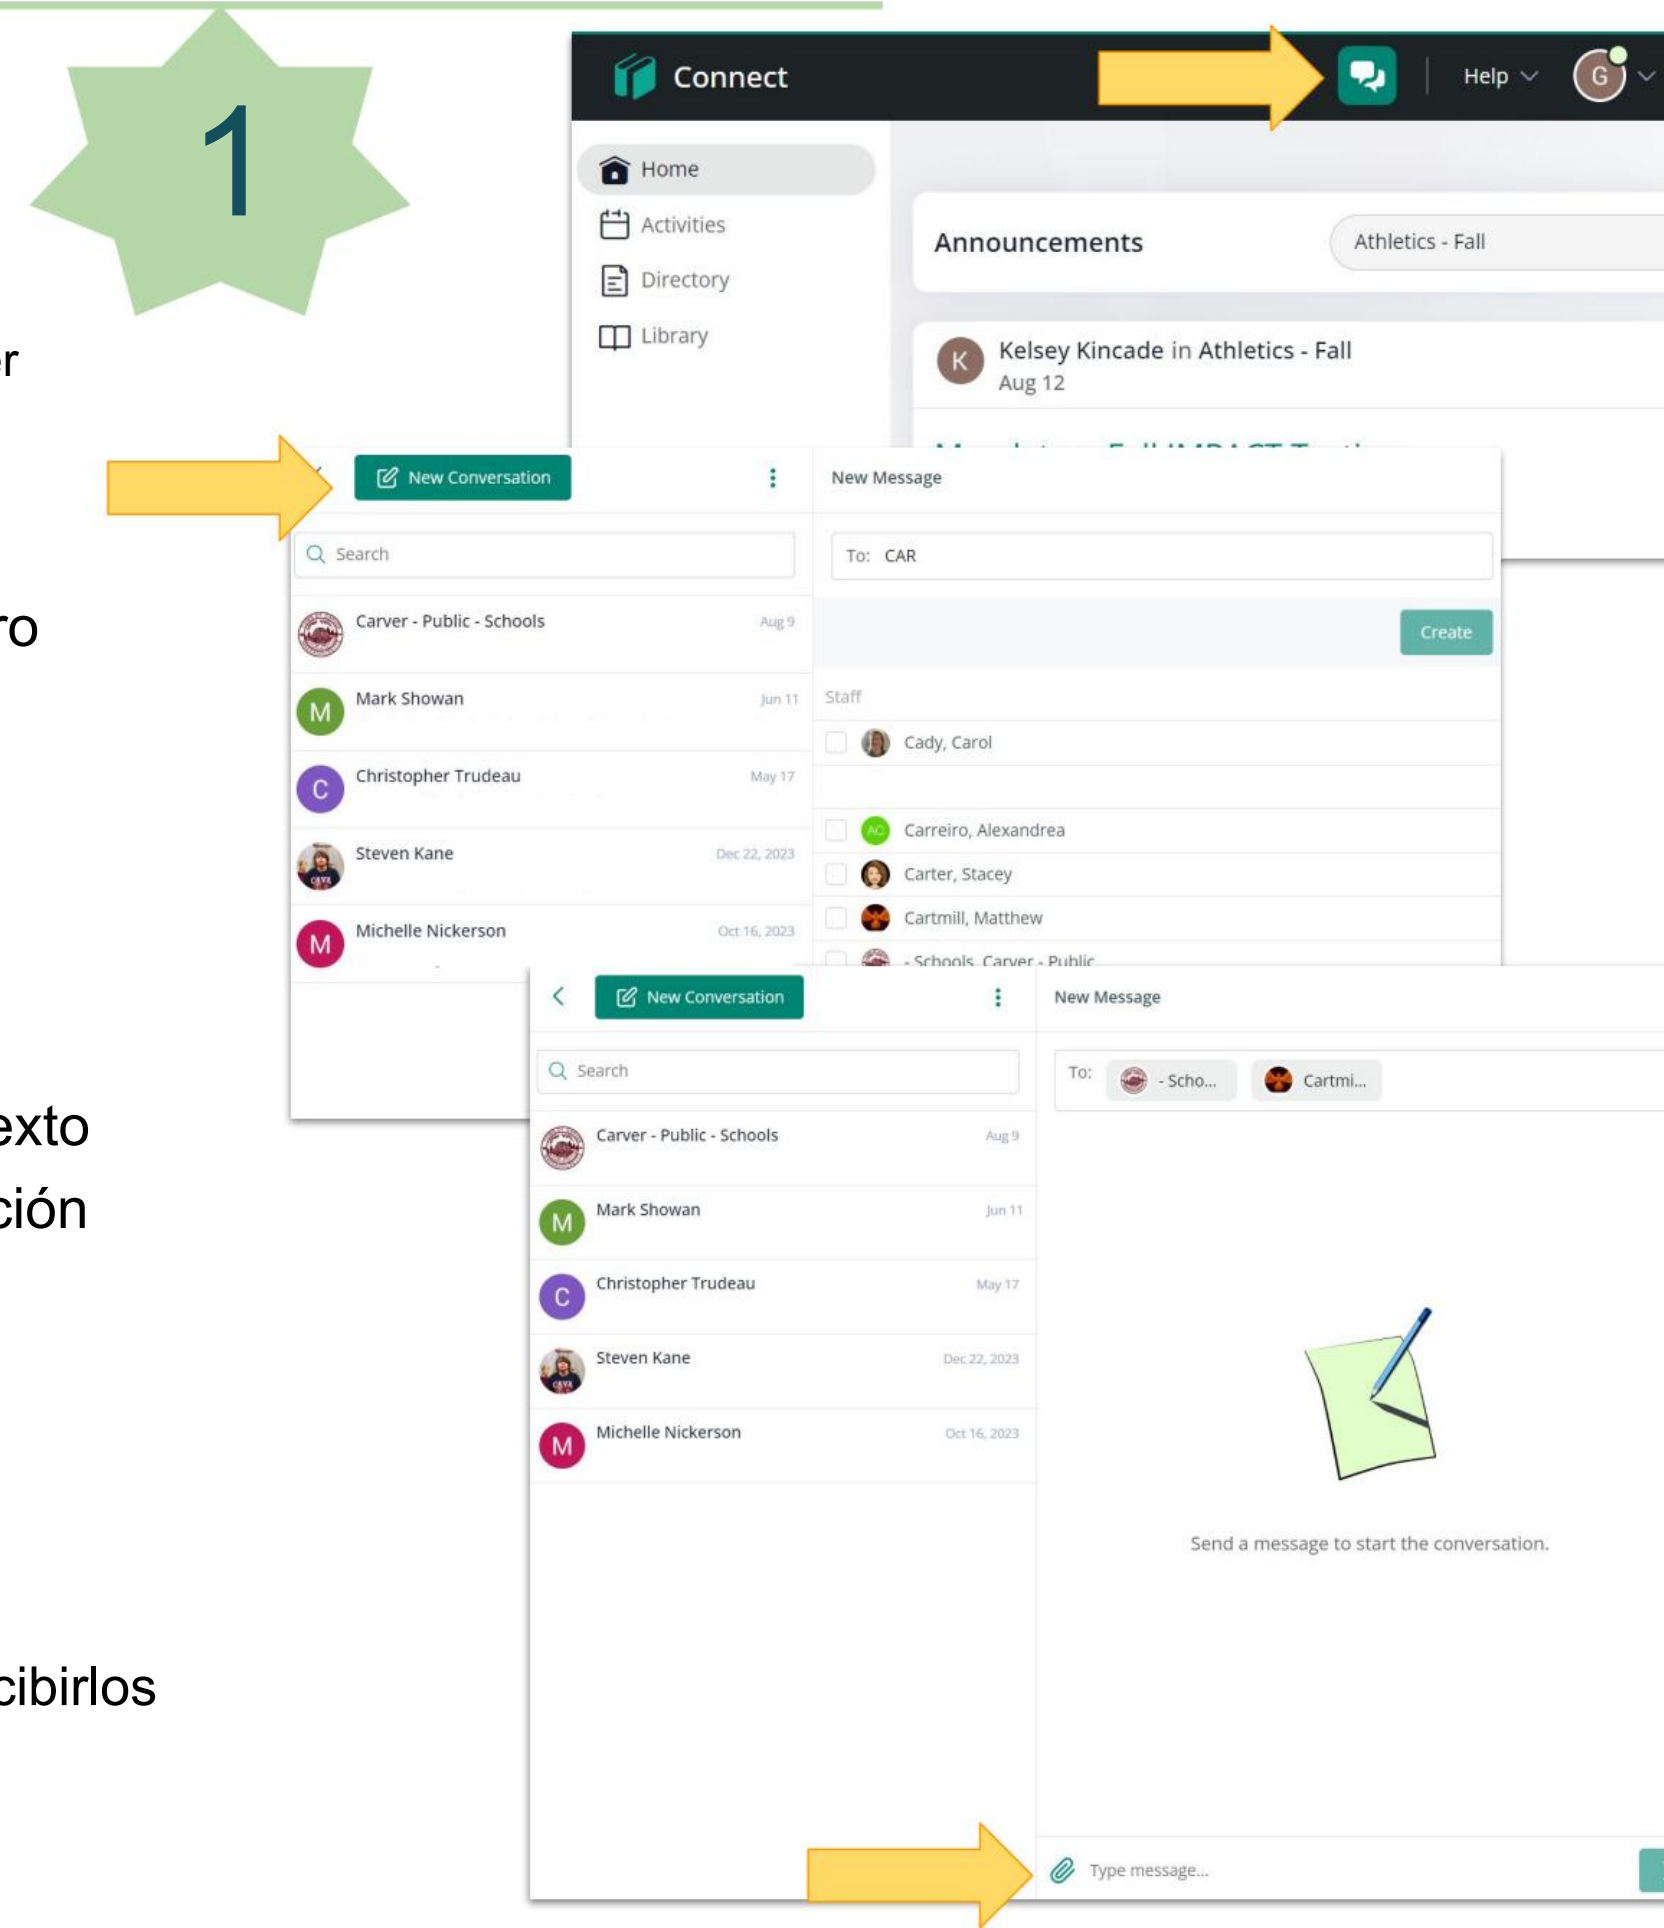 1
Connect
Help
G
Home
Activities
Directory
Library
Announcements
Athletics - Fall
K
Kelsey Kincade in Athletics - Fall
Aug 12
er
New Conversation
New Message
Search
To: CAR
Carver - Public - Schools
Aug 9
Create
ro
M
Mark Showan
Jun 11
Staff
Cady, Carol
C
Christopher Trudeau
May 17
AC
Carreiro, Alexandrea
Steven Kane
Dec 22, 2023
Carter, Stacey
Cartmill, Matthew
M
Michelle Nickerson
Oct 16, 2023
- Schools, Carver - Public
New Conversation
New Message
Search
To: - Scho... Cartmi...
exto
Carver - Public - Schools
Aug 9
ción
M
Mark Showan
Jun 11
C
Christopher Trudeau
May 17
Steven Kane
Dec 22, 2023
M
Michelle Nickerson
Oct 16, 2023
Send a message to start the conversation.
cibirlos
Type message...